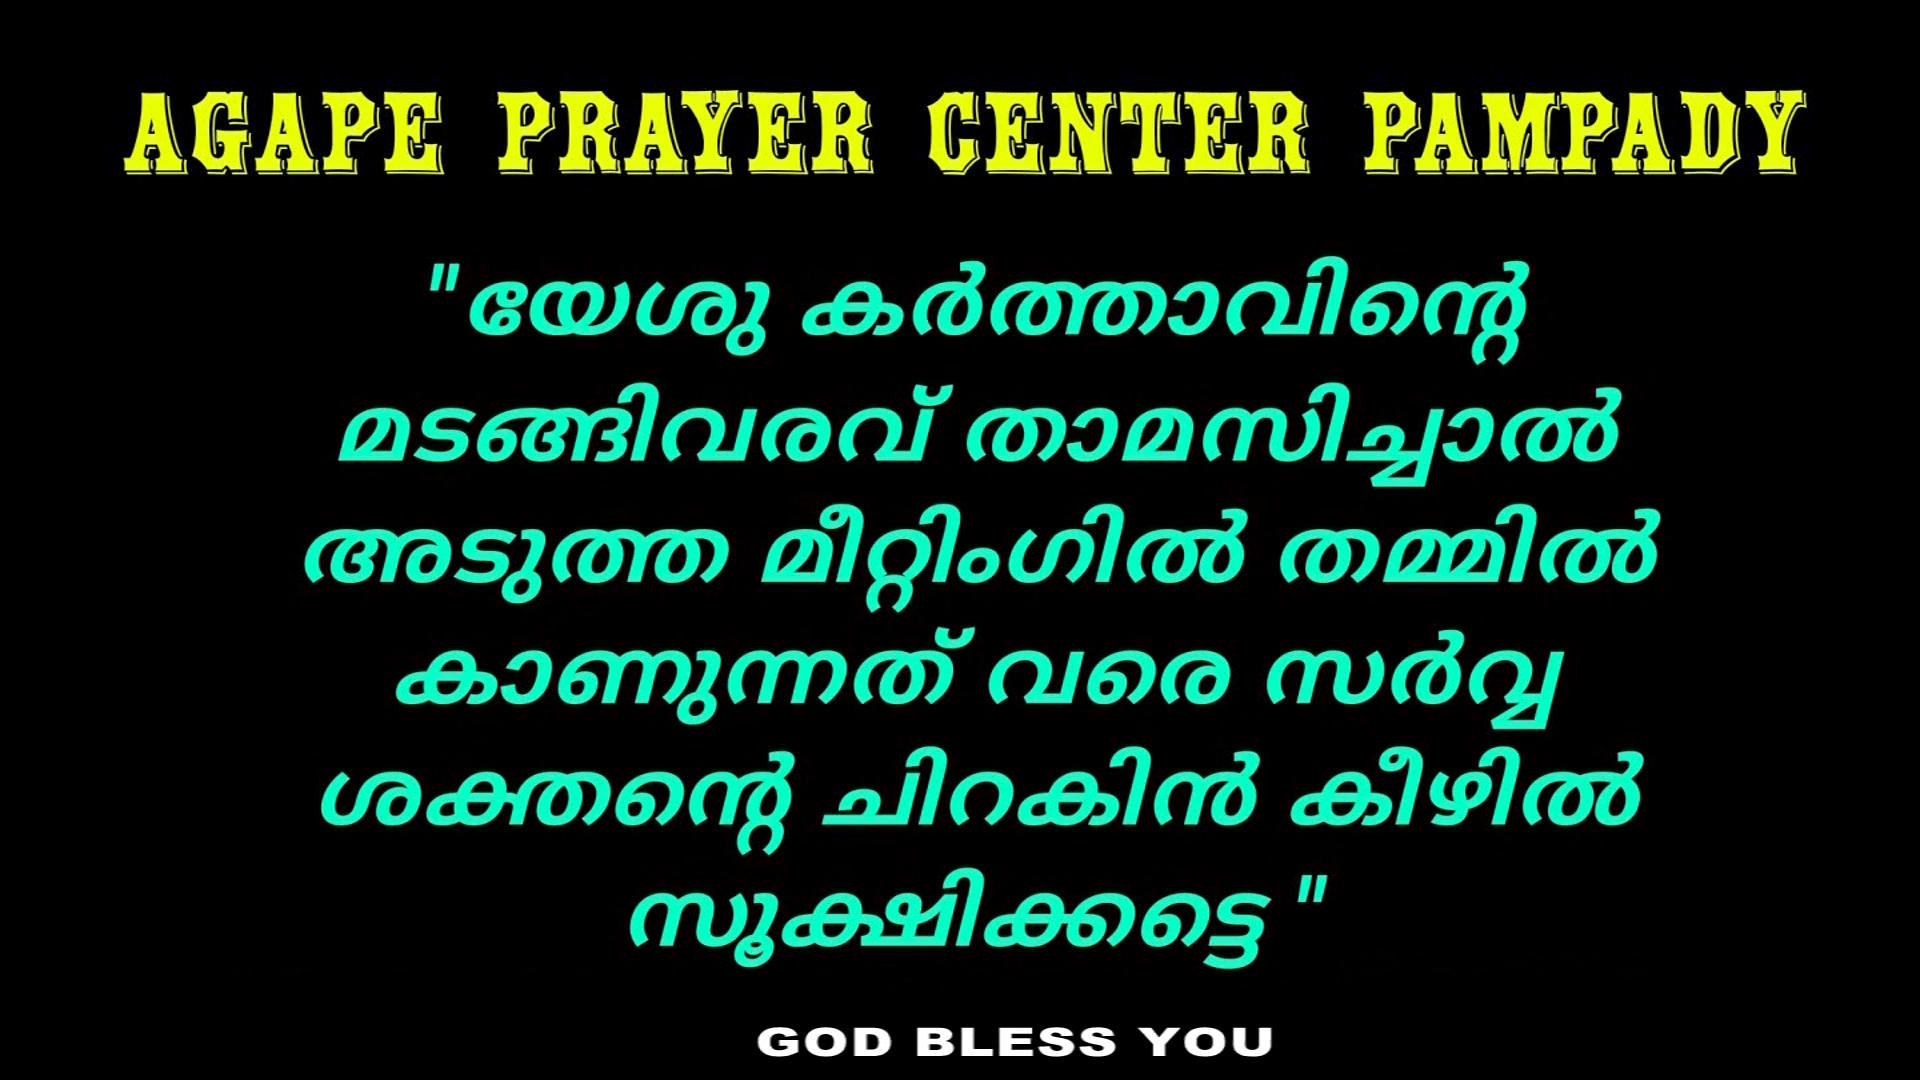 AGAPE PRAYER CENTER PAMPADY
"യേശു കർത്താവിന്റെ
മടങ്ങിവരവ് താമസിച്ചാൽ
അടുത്ത മീറ്റിംഗിൽ തമ്മിൽ
കാണുന്നത് വരെ സർവ്വ
ശക്തന്റെ ചിറകിൻ കീഴിൽ
സൂക്ഷിക്കട്ടെ "
GOD BLESS YOU